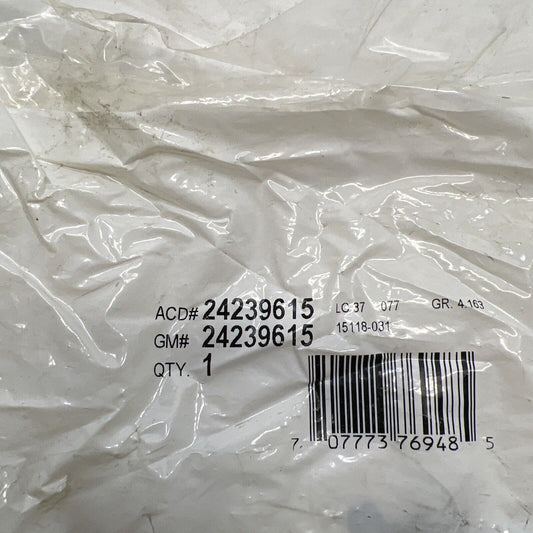 ACD# 24239615 LC 37 077 GR. 4.163
GM# 24239615 15118-031
QTY. 1
7 07773 76948 5